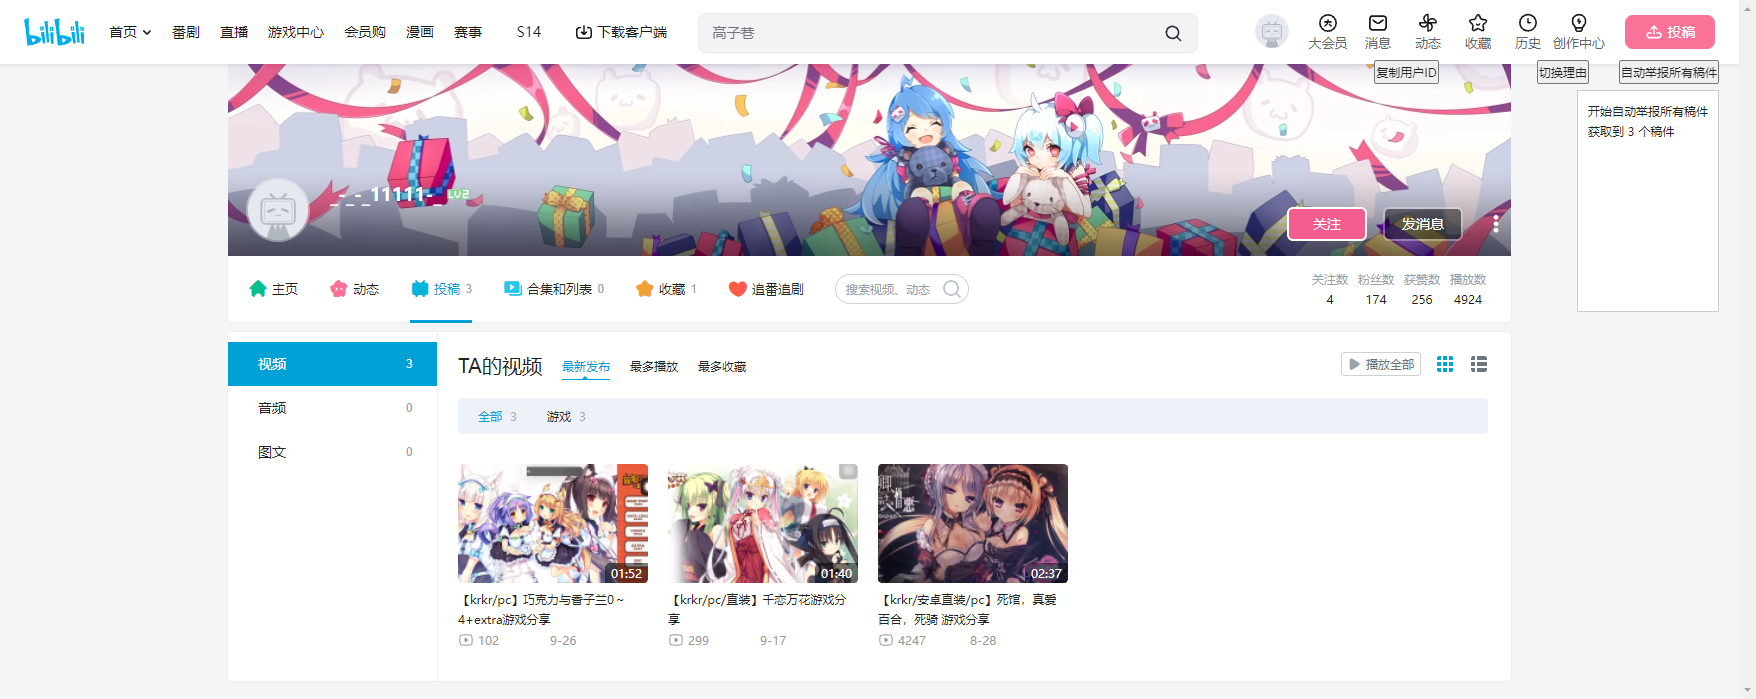 bilibili
首页
番剧
直播
游戏中心
会员购
漫画
赛事
S14
下载客户端
高子巷
大会员
消息
动态
收藏
历史
创作中心
投稿
复制用户ID
切换理由
自动举报所有稿件
开始自动举报所有稿件
获取到 3 个稿件
_-_-_11111-_
LV2
关注
发消息
主页
动态
投稿 3
合集和列表 0
收藏 1
追番追剧
搜索视频、动态
关注数 粉丝数 获赞数 播放数
4 174 256 4924
视频 3
音频 0
图文 0
TA的视频
最新发布
最多播放
最多收藏
播放全部
全部 3
游戏 3
01:52
【krkr/pc】巧克力与香子兰0～
4+extra游戏分享
102 9-26
01:40
【krkr/pc/直装】千恋万花游戏分
享
299 9-17
02:37
【krkr/安卓直装/pc】死馆，真爱
百合，死骑 游戏分享
4247 8-28